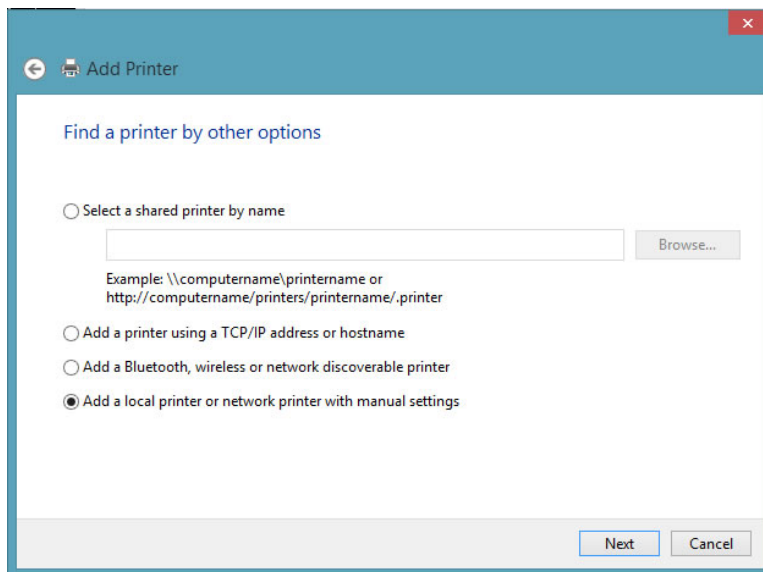 Add Printer
Find a printer by other options
Select a shared printer by name
Browse...
Example: \\computername\printername or
http://computername/printers/printername/.printer
Add a printer using a TCP/IP address or hostname
Add a Bluetooth, wireless or network discoverable printer
Add a local printer or network printer with manual settings
Next Cancel